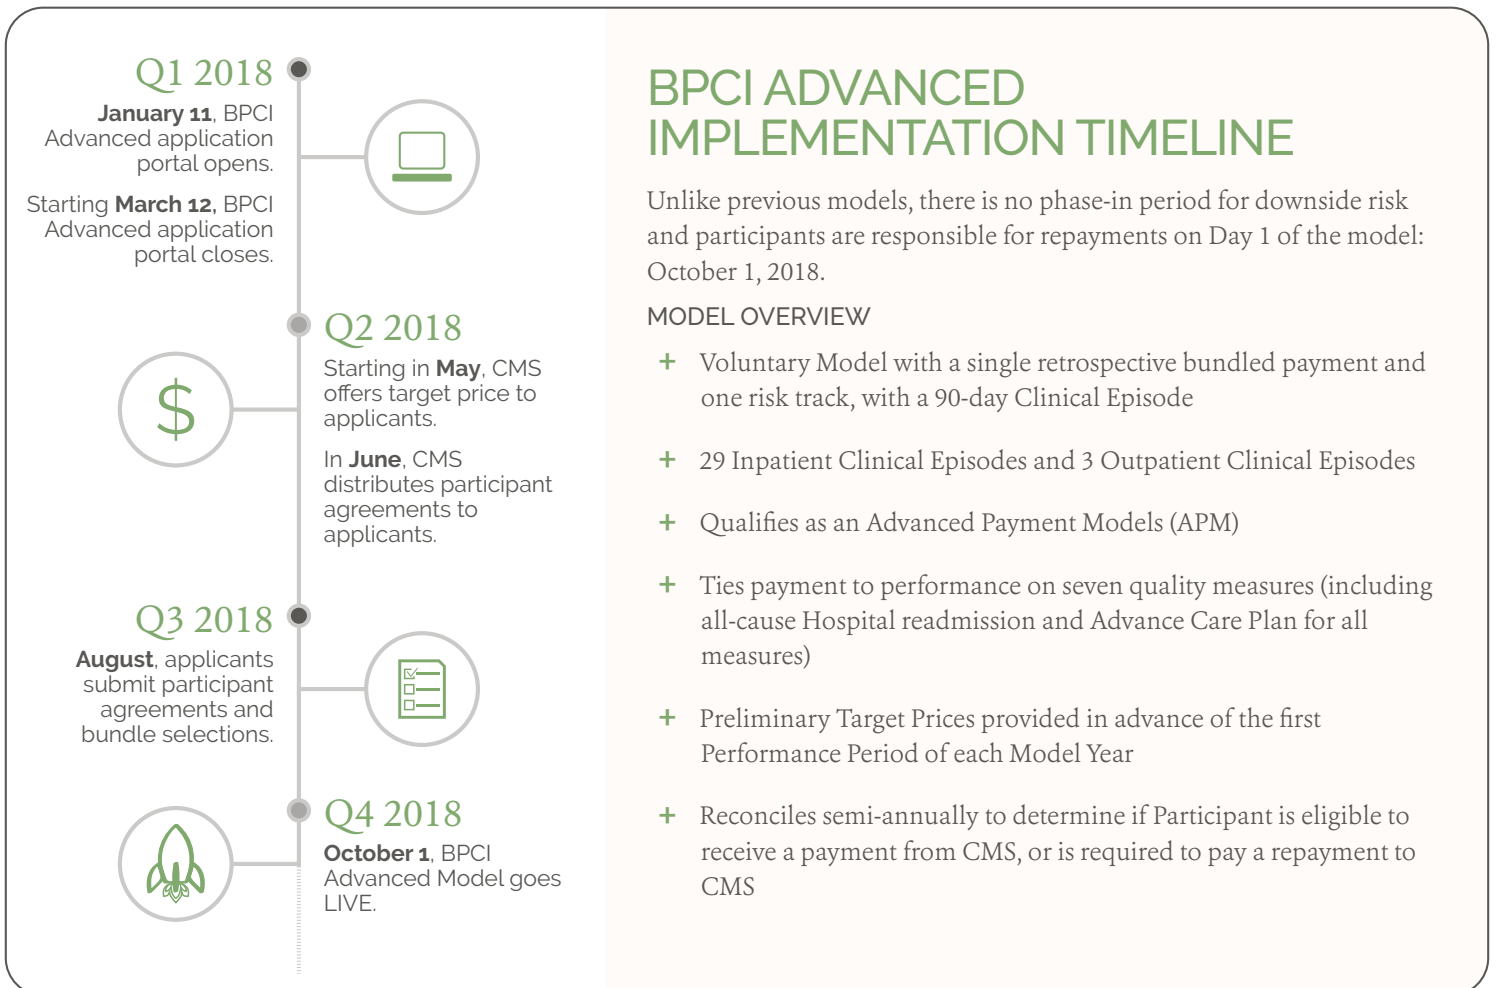 Q1 2018
January 11, BPCI
Advanced application
portal opens.
Starting March 12, BPCI
Advanced application
portal closes.
$
Q2 2018
Starting in May, CMS
offers target price to
applicants.
In June, CMS
distributes participant
agreements to
applicants.
Q3 2018
August, applicants
submit participant
agreements and
bundle selections.
Q4 2018
October 1, BPCI
Advanced Model goes
LIVE.
BPCI ADVANCED
IMPLEMENTATION TIMELINE
Unlike previous models, there is no phase-in period for downside risk
and participants are responsible for repayments on Day 1 of the model:
October 1, 2018.
MODEL OVERVIEW
+ Voluntary Model with a single retrospective bundled payment and
one risk track, with a 90-day Clinical Episode
+ 29 Inpatient Clinical Episodes and 3 Outpatient Clinical Episodes
+ Qualifies as an Advanced Payment Models (APM)
+ Ties payment to performance on seven quality measures (including
all-cause Hospital readmission and Advance Care Plan for all
measures)
+ Preliminary Target Prices provided in advance of the first
Performance Period of each Model Year
+ Reconciles semi-annually to determine if Participant is eligible to
receive a payment from CMS, or is required to pay a repayment to
CMS